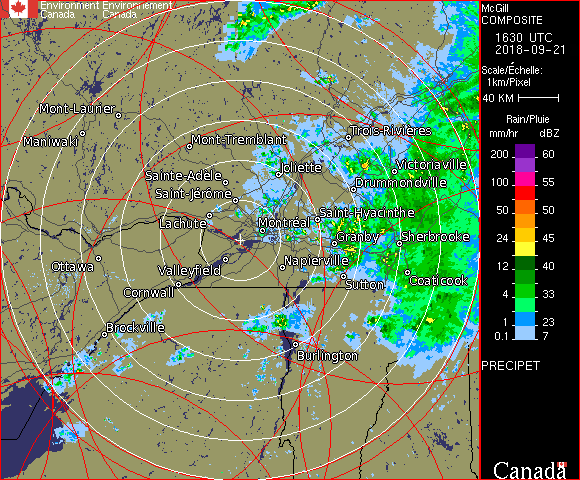 Environment Environnement
Canada Canada
McGill
COMPOSITE
1630 UTC
2018-09-21
Scale/Échelle:
1km/Pixel
40 KM
Rain/Pluie
mm/hr dBZ
200 60
100 55
50 50
24 45
12 40
4 33
1 23
0.1 7
PRECIPET
Canada
Mont-Laurier
Maniwaki
Mont-Tremblant
Trois-Rivières
Joliette
Victoriaville
Sainte-Adèle
Drummondville
Saint-Jérôme
Lachute
Saint-Hyacinthe
Montréal
Granby
Sherbrooke
Ottawa
Valleyfield
Napierville
Coaticook
Cornwall
Sutton
Brockville
Burlington